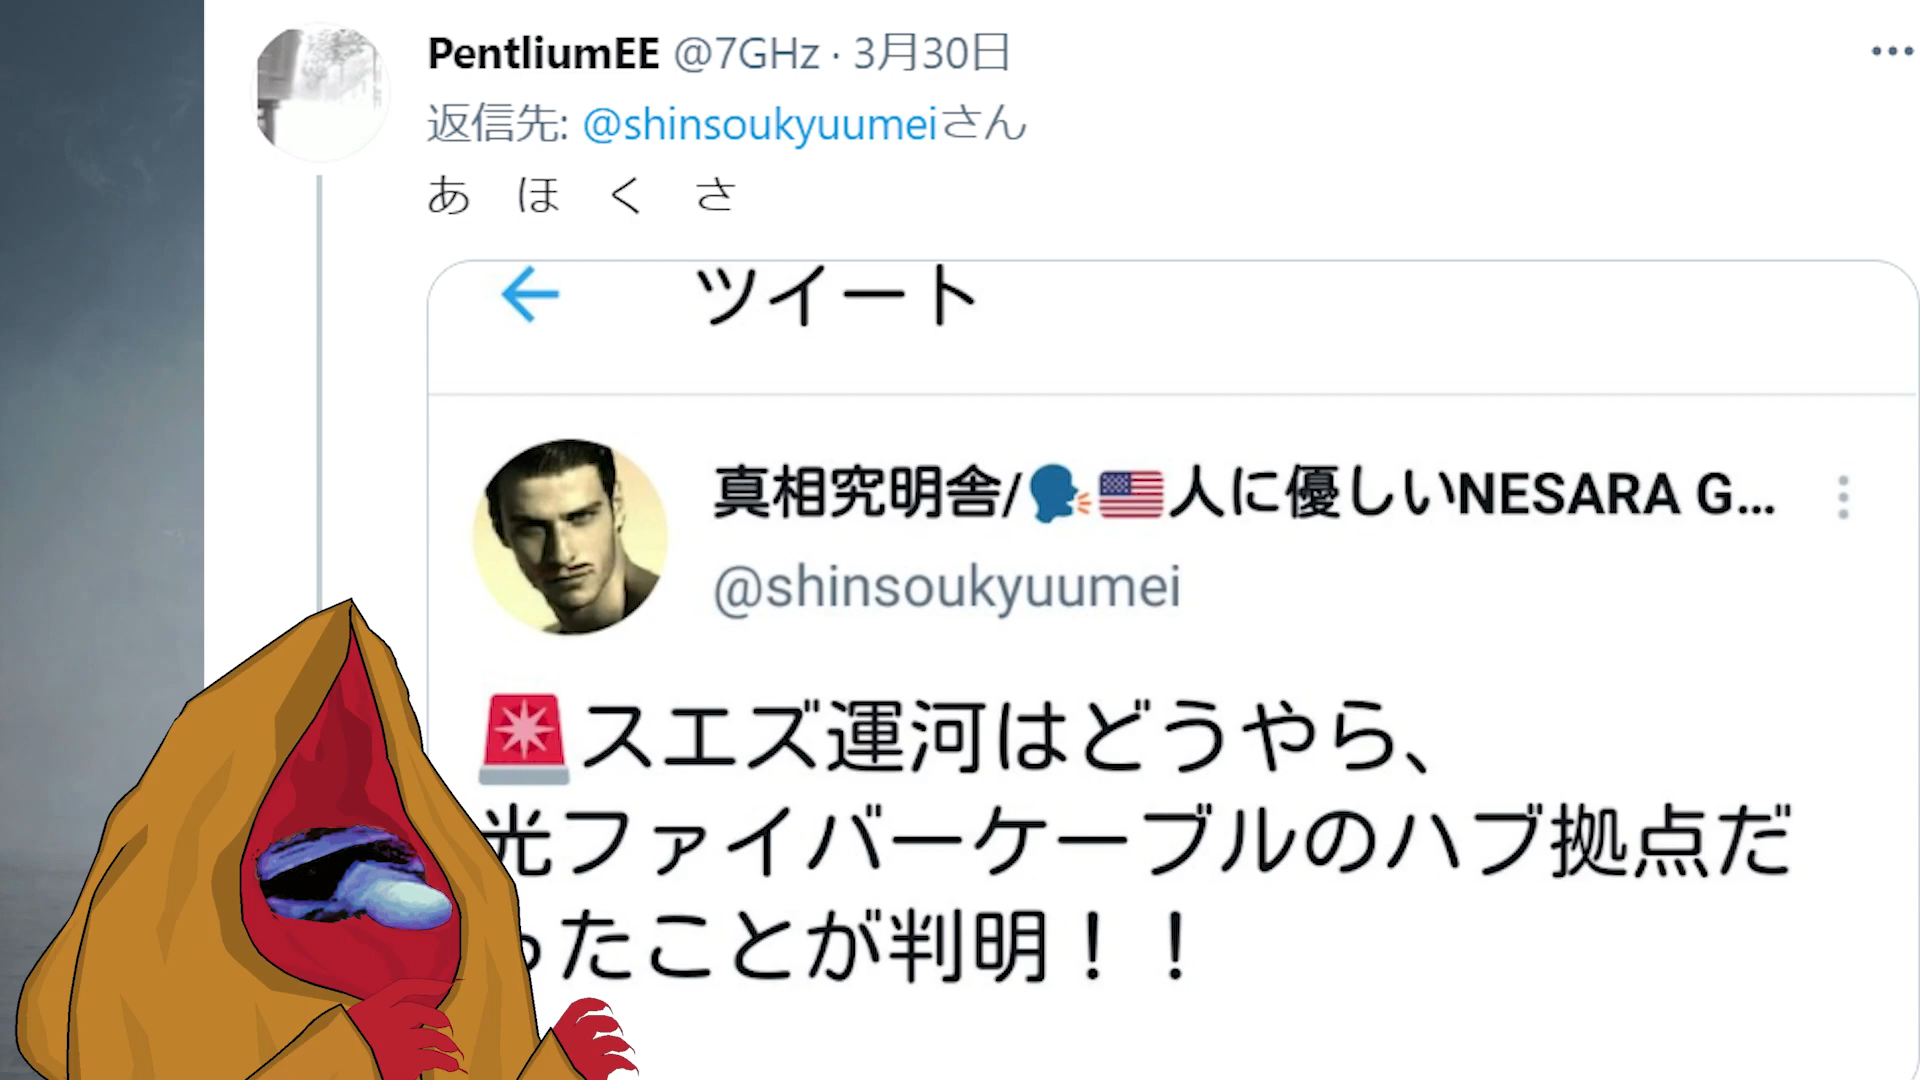 PentliumEE @7GHz · 3月30日
返信先: @shinsoukyuumeiさん
あ ほ く さ
ツイート
真相究明舎/🗣🇺🇸人に優しいNESARA G...
@shinsoukyuumei
🚨スエズ運河はどうやら、
光ファイバーケーブルのハブ拠点だ
ったことが判明！！